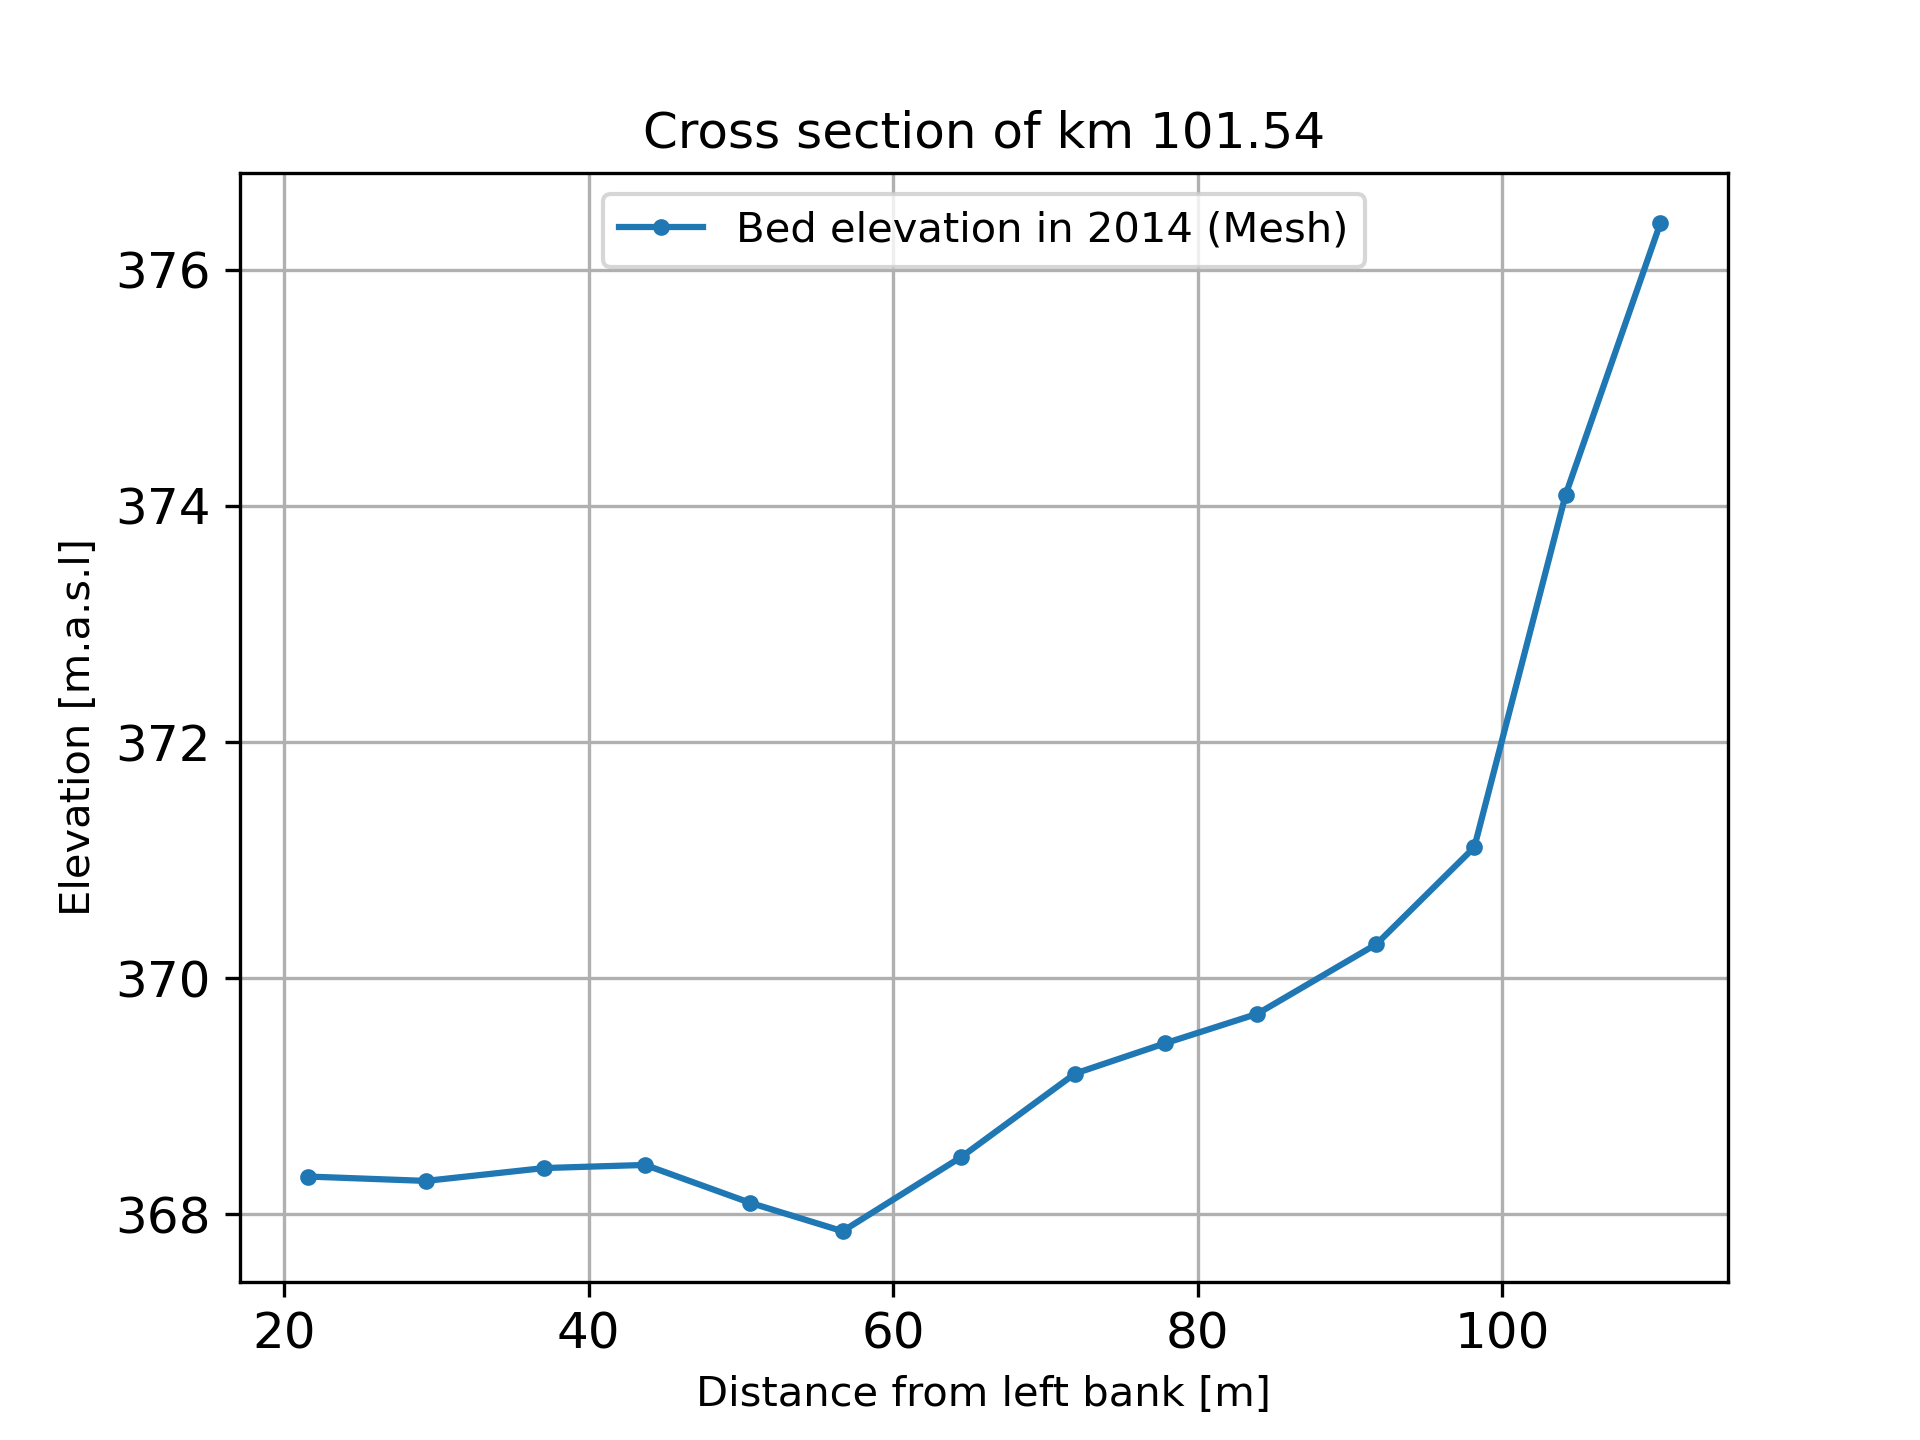 Cross section of km 101.54
Bed elevation in 2014 (Mesh)
376
374
372
370
368
Elevation [m.a.s.l]
20 40 60 80 100
Distance from left bank [m]